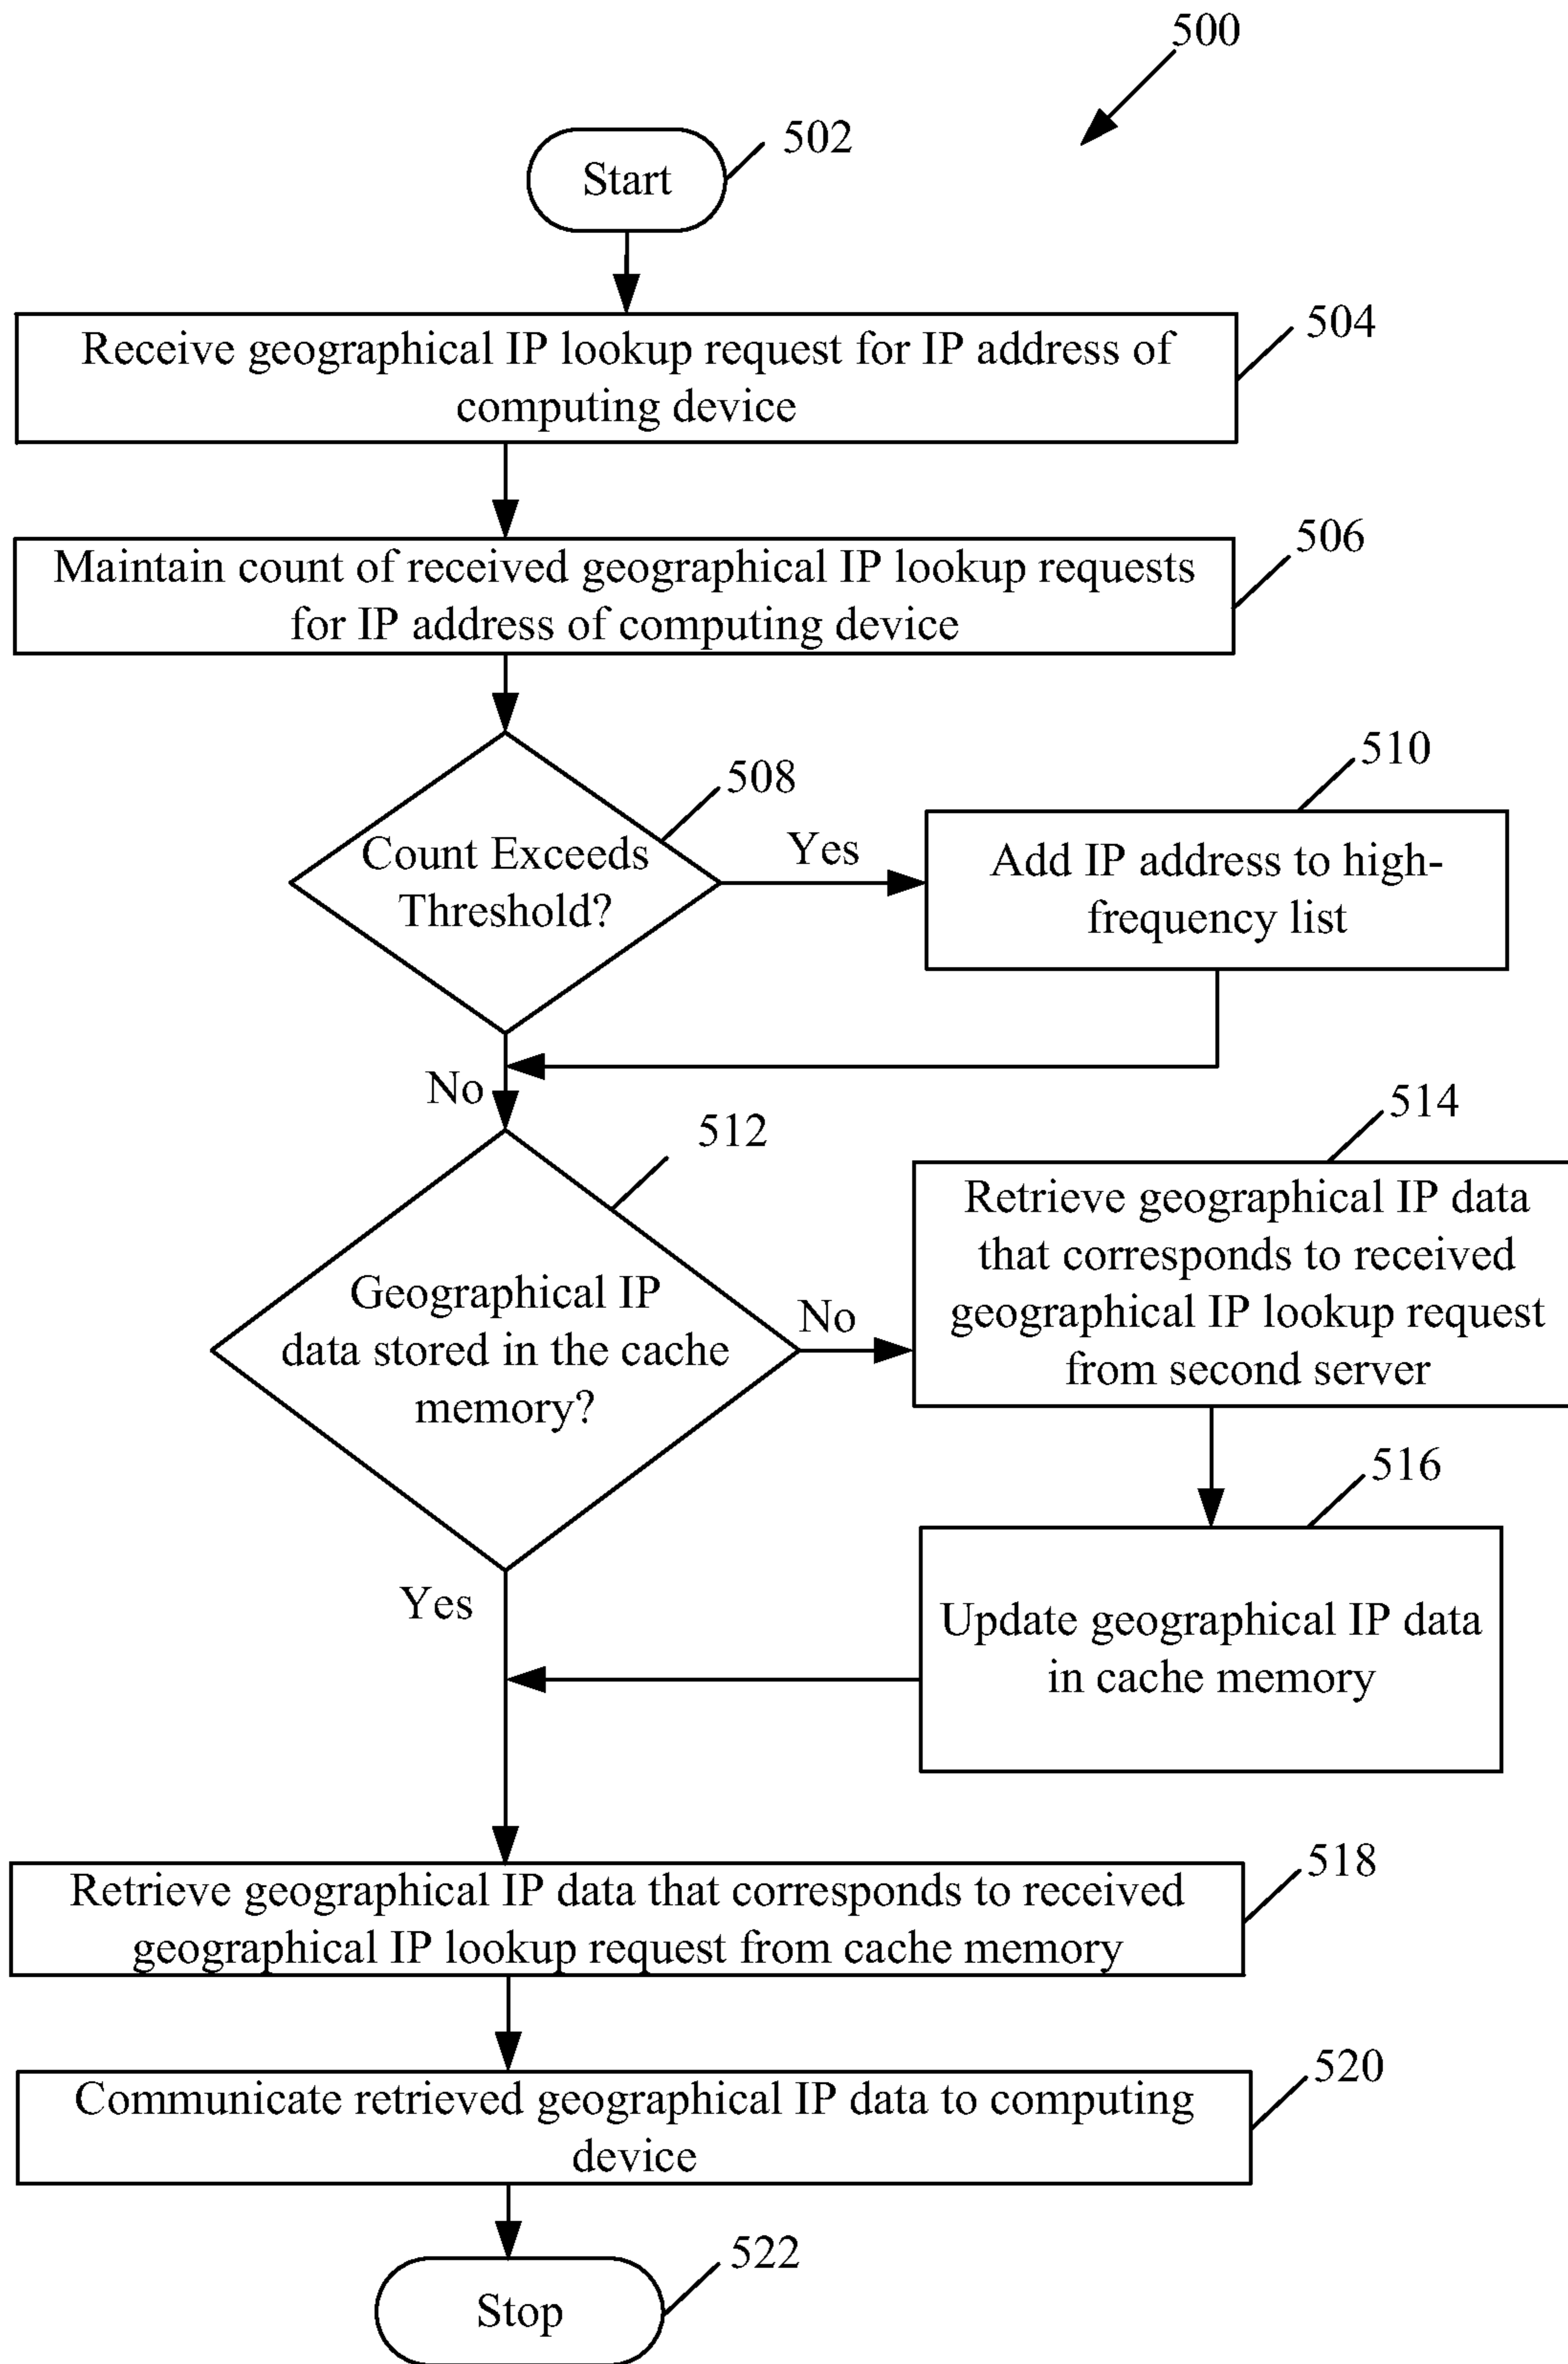 500
502
Start
504
Receive geographical IP lookup request for IP address of
computing device
506
Maintain count of received geographical IP lookup requests
for IP address of computing device
508
Count Exceeds
Threshold?
Yes
510
Add IP address to high-
frequency list
No
512
Geographical IP
data stored in the cache
memory?
No
514
Retrieve geographical IP data
that corresponds to received
geographical IP lookup request
from second server
516
Update geographical IP data
in cache memory
Yes
518
Retrieve geographical IP data that corresponds to received
geographical IP lookup request from cache memory
520
Communicate retrieved geographical IP data to computing
device
522
Stop